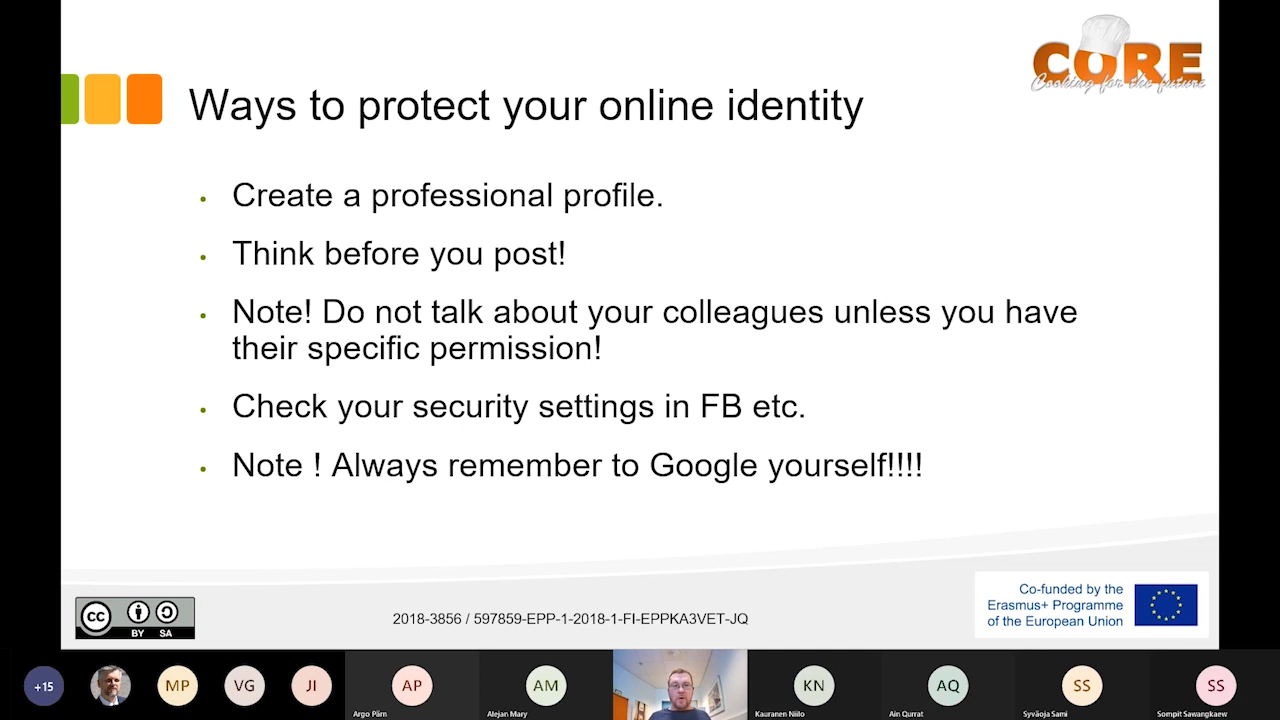 CORE
Cooking for the future
Ways to protect your online identity
• Create a professional profile.
• Think before you post!
• Note! Do not talk about your colleagues unless you have
their specific permission!
• Check your security settings in FB etc.
• Note ! Always remember to Google yourself!!!!
cc BY SA
2018-3856 / 597859-EPP-1-2018-1-FI-EPPKA3VET-JQ
Co-funded by the
Erasmus+ Programme
of the European Union
+15 MP VG JI AP AM KN AQ SS SS
Argo Pärn Alejan Mary Kauranen Niilo Ain Qurrat Syväoja Sami Sompit Sawangkaew